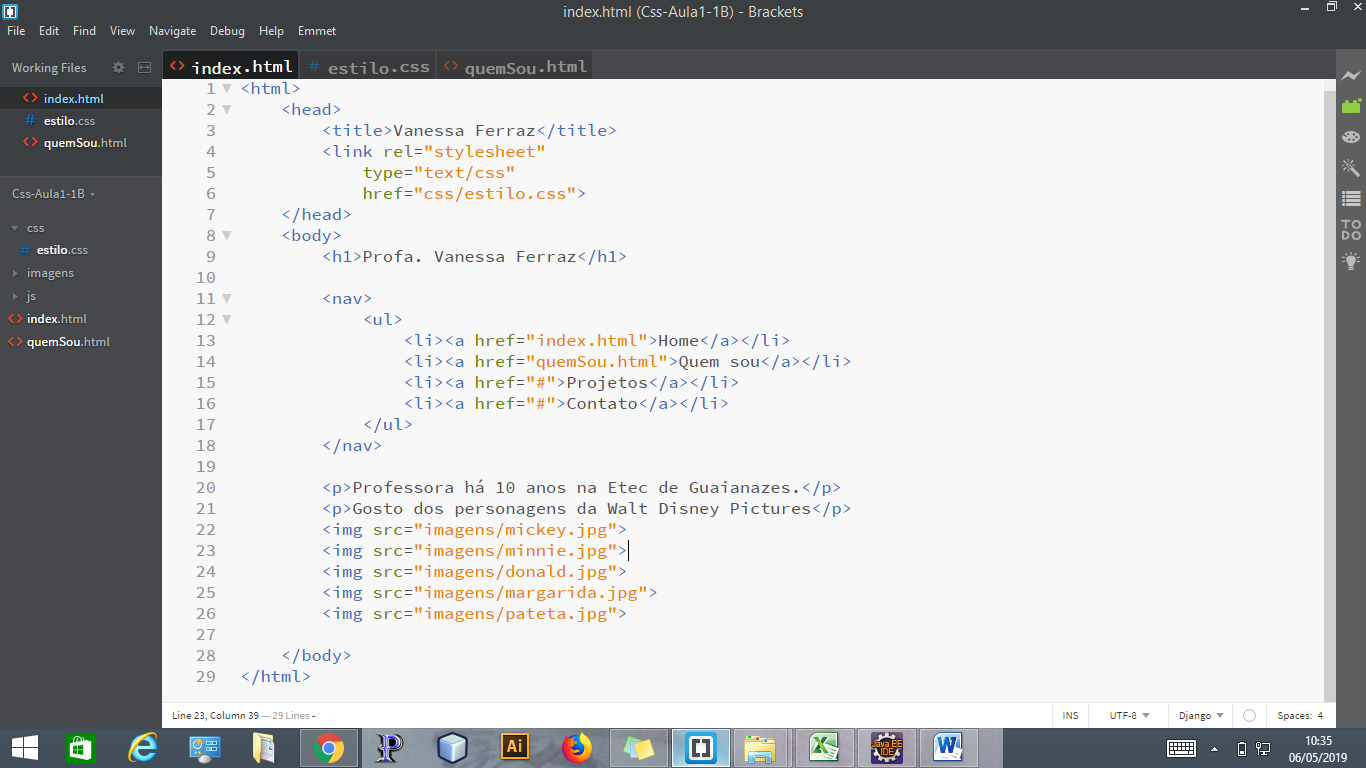 index.html (Css-Aula1-1B) - Brackets
File Edit Find View Navigate Debug Help Emmet
Working Files
index.html
estilo.css
quemSou.html
Css-Aula1-1B
css
estilo.css
imagens
js
index.html
quemSou.html
index.html estilo.css quemSou.html
1 <html>
2 <head>
3 <title>Vanessa Ferraz</title>
4 <link rel="stylesheet"
5 type="text/css"
6 href="css/estilo.css">
7 </head>
8 <body>
9 <h1>Profa. Vanessa Ferraz</h1>
10
11 <nav>
12 <ul>
13 <li><a href="index.html">Home</a></li>
14 <li><a href="quemSou.html">Quem sou</a></li>
15 <li><a href="#">Projetos</a></li>
16 <li><a href="#">Contato</a></li>
17 </ul>
18 </nav>
19
20 <p>Professora há 10 anos na Etec de Guaianazes.</p>
21 <p>Gosto dos personagens da Walt Disney Pictures</p>
22 <img src="imagens/mickey.jpg">
23 <img src="imagens/minnie.jpg">
24 <img src="imagens/donald.jpg">
25 <img src="imagens/margarida.jpg">
26 <img src="imagens/pateta.jpg">
27
28 </body>
29 </html>
TO
DO
Line 23, Column 39 — 29 Lines -
INS UTF-8 Django Spaces: 4
Ai
Java EE
IDE
10:35
06/05/2019